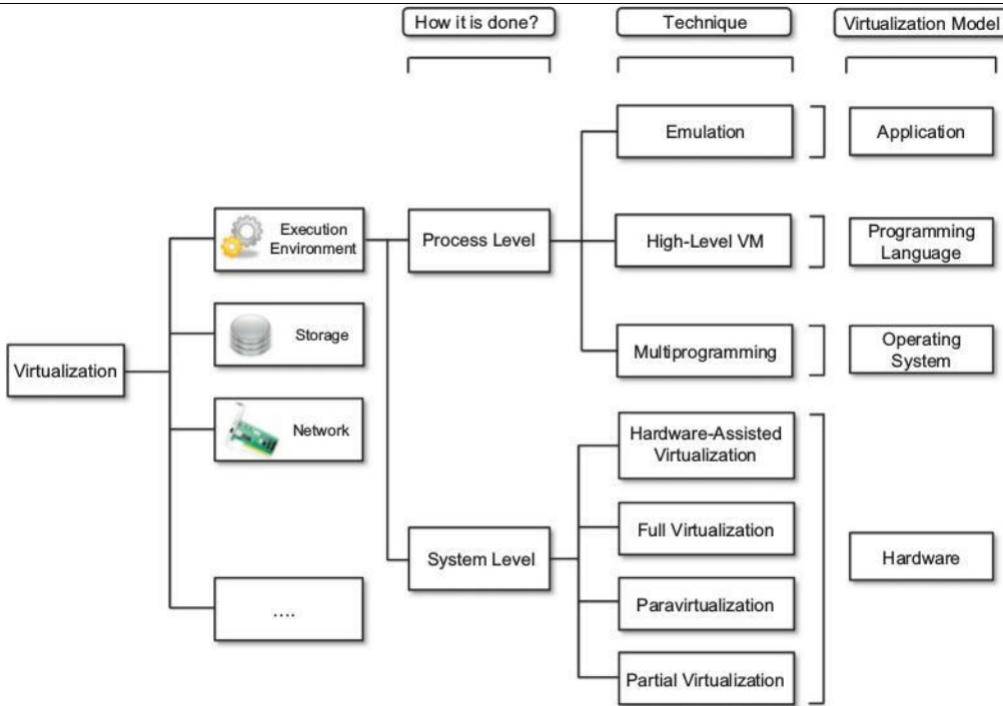 How it is done?
Technique
Virtualization Model
Emulation
Application
Execution
Environment
Process Level
High-Level VM
Programming
Language
Storage
Virtualization
Multiprogramming
Operating
System
Network
Hardware-Assisted
Virtualization
Full Virtualization
System Level
Hardware
Paravirtualization
....
Partial Virtualization